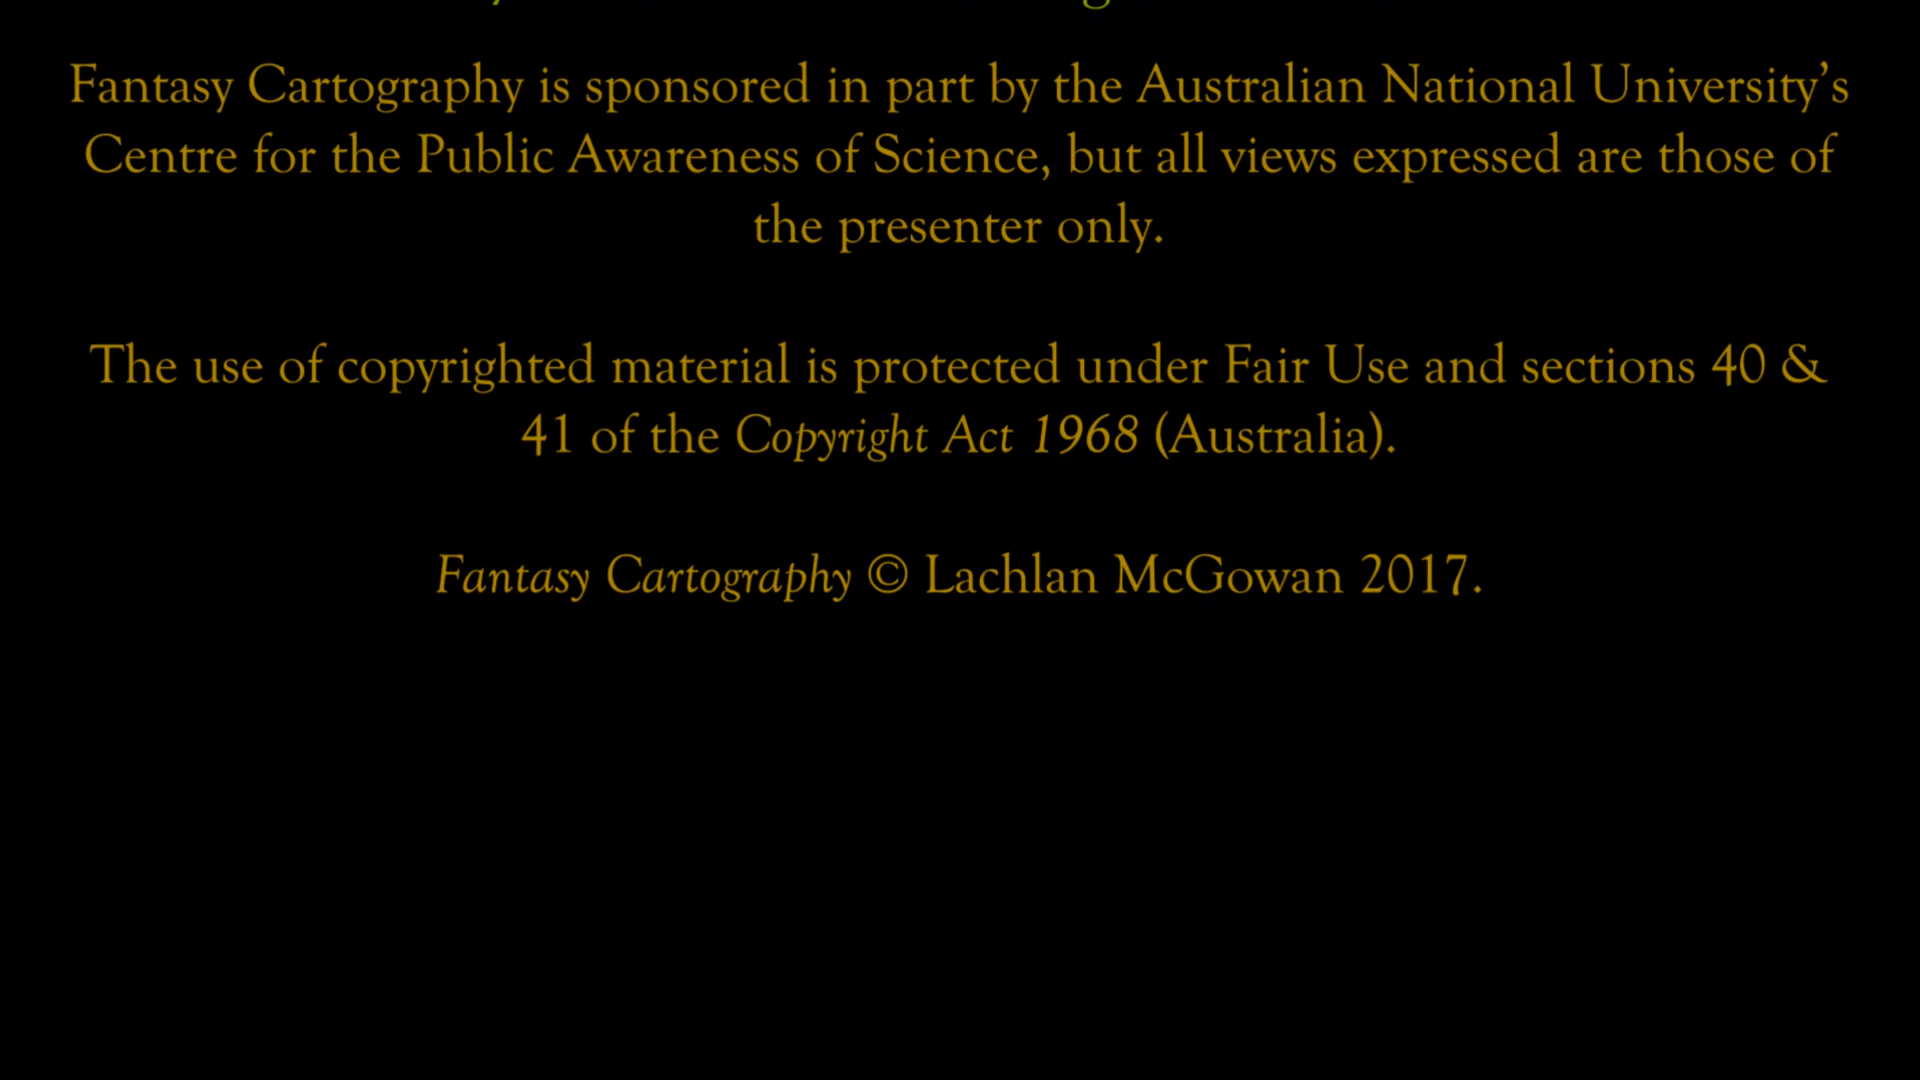 Fantasy Cartography is sponsored in part by the Australian National University’s
Centre for the Public Awareness of Science, but all views expressed are those of
the presenter only.
The use of copyrighted material is protected under Fair Use and sections 40 &
41 of the Copyright Act 1968 (Australia).
Fantasy Cartography © Lachlan McGowan 2017.